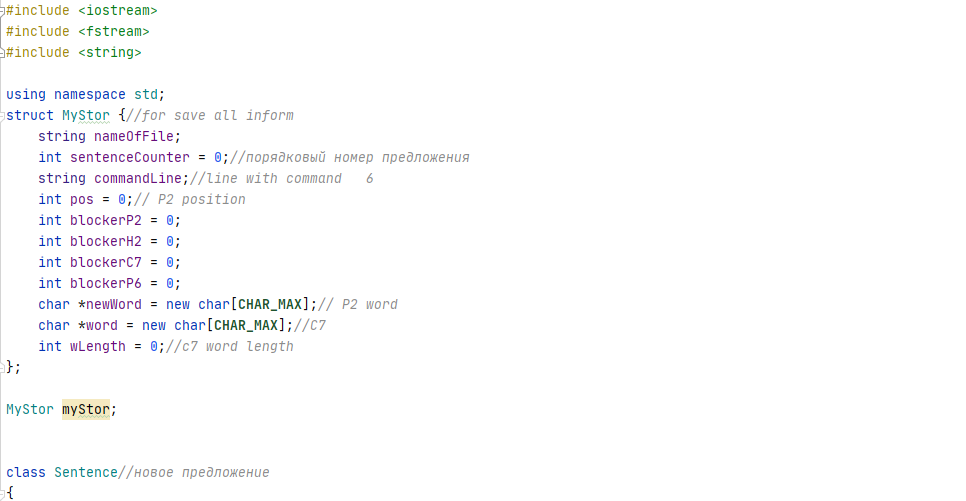 #include <iostream>
#include <fstream>
#include <string>
using namespace std;
struct MyStor {//for save all inform
string nameOfFile;
int sentenceCounter = 0;//порядковый номер предложения
string commandLine;//line with command   6
int pos = 0;// P2 position
int blockerP2 = 0;
int blockerH2 = 0;
int blockerC7 = 0;
int blockerP6 = 0;
char *newWord = new char[CHAR_MAX];// P2 word
char *word = new char[CHAR_MAX];//C7
int wLength = 0;//c7 word length
};
MyStor myStor;
class Sentence//новое предложение
{